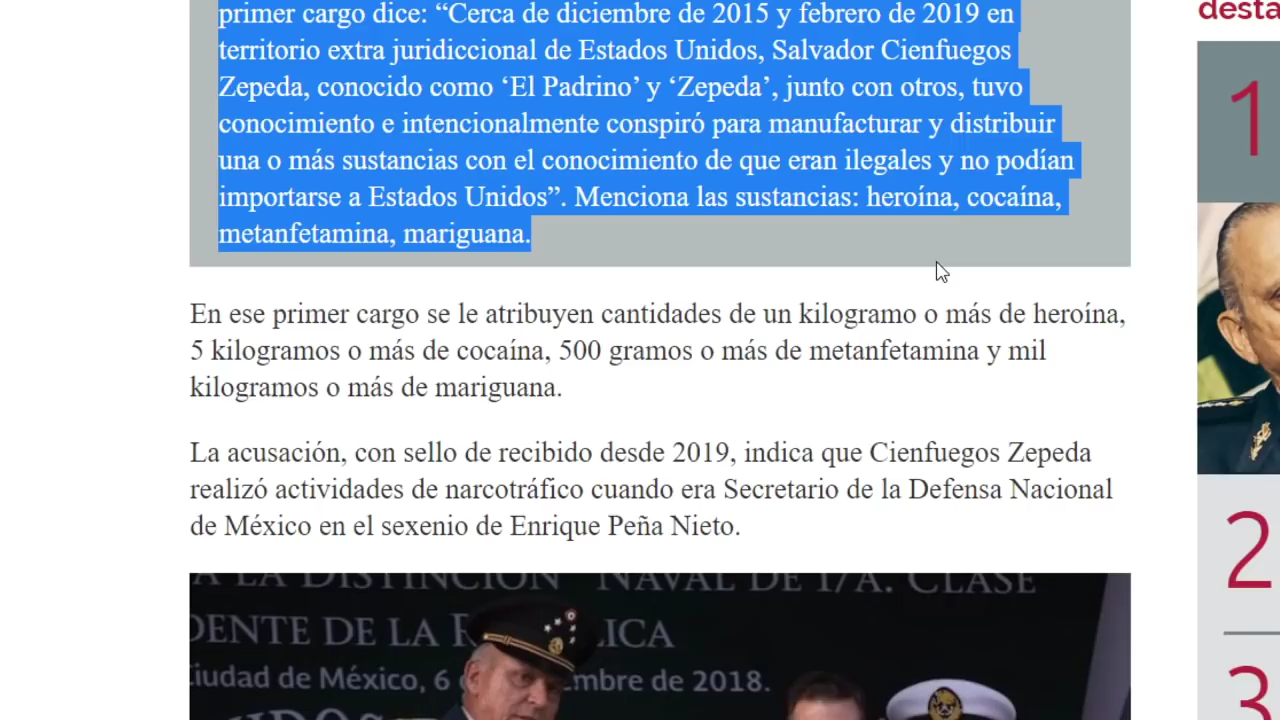 desta
primer cargo dice: “Cerca de diciembre de 2015 y febrero de 2019 en
territorio extra juridiccional de Estados Unidos, Salvador Cienfuegos
Zepeda, conocido como ‘El Padrino’ y ‘Zepeda’, junto con otros, tuvo
conocimiento e intencionalmente conspiró para manufacturar y distribuir
una o más sustancias con el conocimiento de que eran ilegales y no podían
importarse a Estados Unidos”. Menciona las sustancias: heroína, cocaína,
metanfetamina, mariguana.
En ese primer cargo se le atribuyen cantidades de un kilogramo o más de heroína,
5 kilogramos o más de cocaína, 500 gramos o más de metanfetamina y mil
kilogramos o más de mariguana.
La acusación, con sello de recibido desde 2019, indica que Cienfuegos Zepeda
realizó actividades de narcotráfico cuando era Secretario de la Defensa Nacional
de México en el sexenio de Enrique Peña Nieto.
A LA DISTINCIÓN NAVAL DE 1/A. CLASE
DENTE DE LA R LICA
Ciudad de México, 6 mbre de 2018.
1
2
3